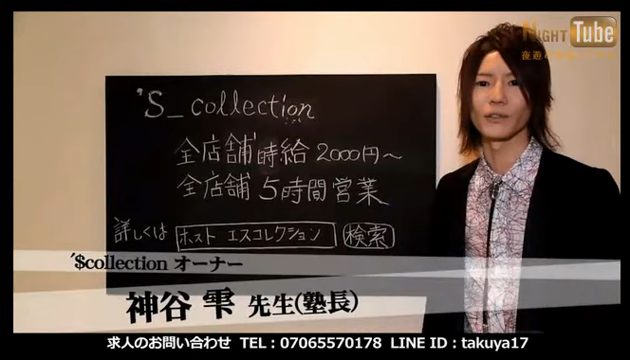 NIGHT Tube
'S_collection
全店舗時給2000円~
全店舗 5時間営業
詳しくは ホスト エスコレクション 検索
'$collection オーナー
神谷 雫 先生(塾長)
求人のお問い合わせ TEL：07065570178 LINE ID：takuya17